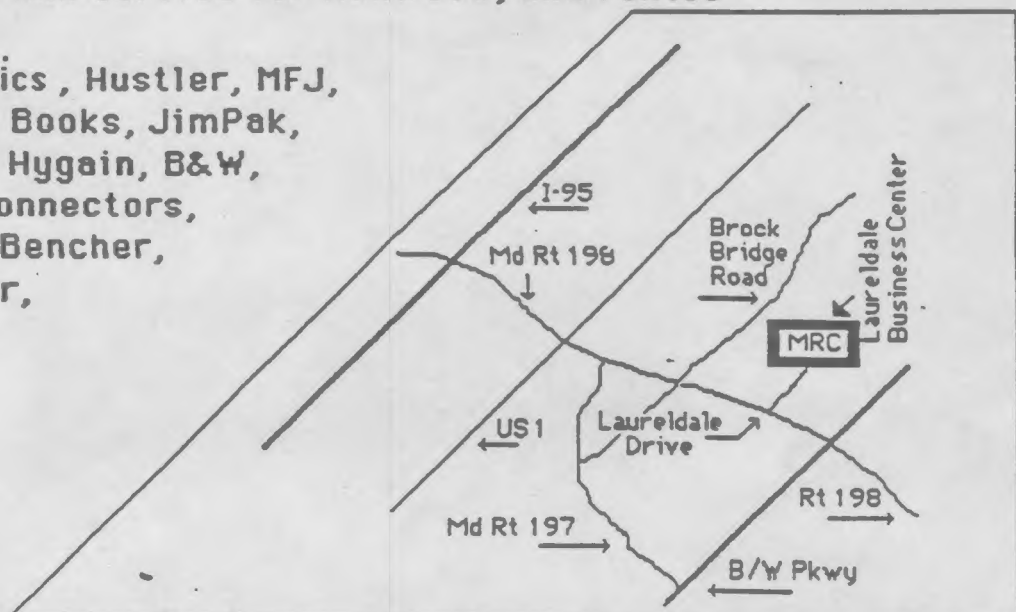 ics , Hustler, MFJ,
Books, JimPak,
Hygain, B&W,
onnectors,
Bencher,
r,
I-95
Md Rt 198
Brock
Bridge
Road
Laureldale
Business Center
MRC
US 1
Laureldale
Drive
Rt 198
Md Rt 197
B/W Pkwy